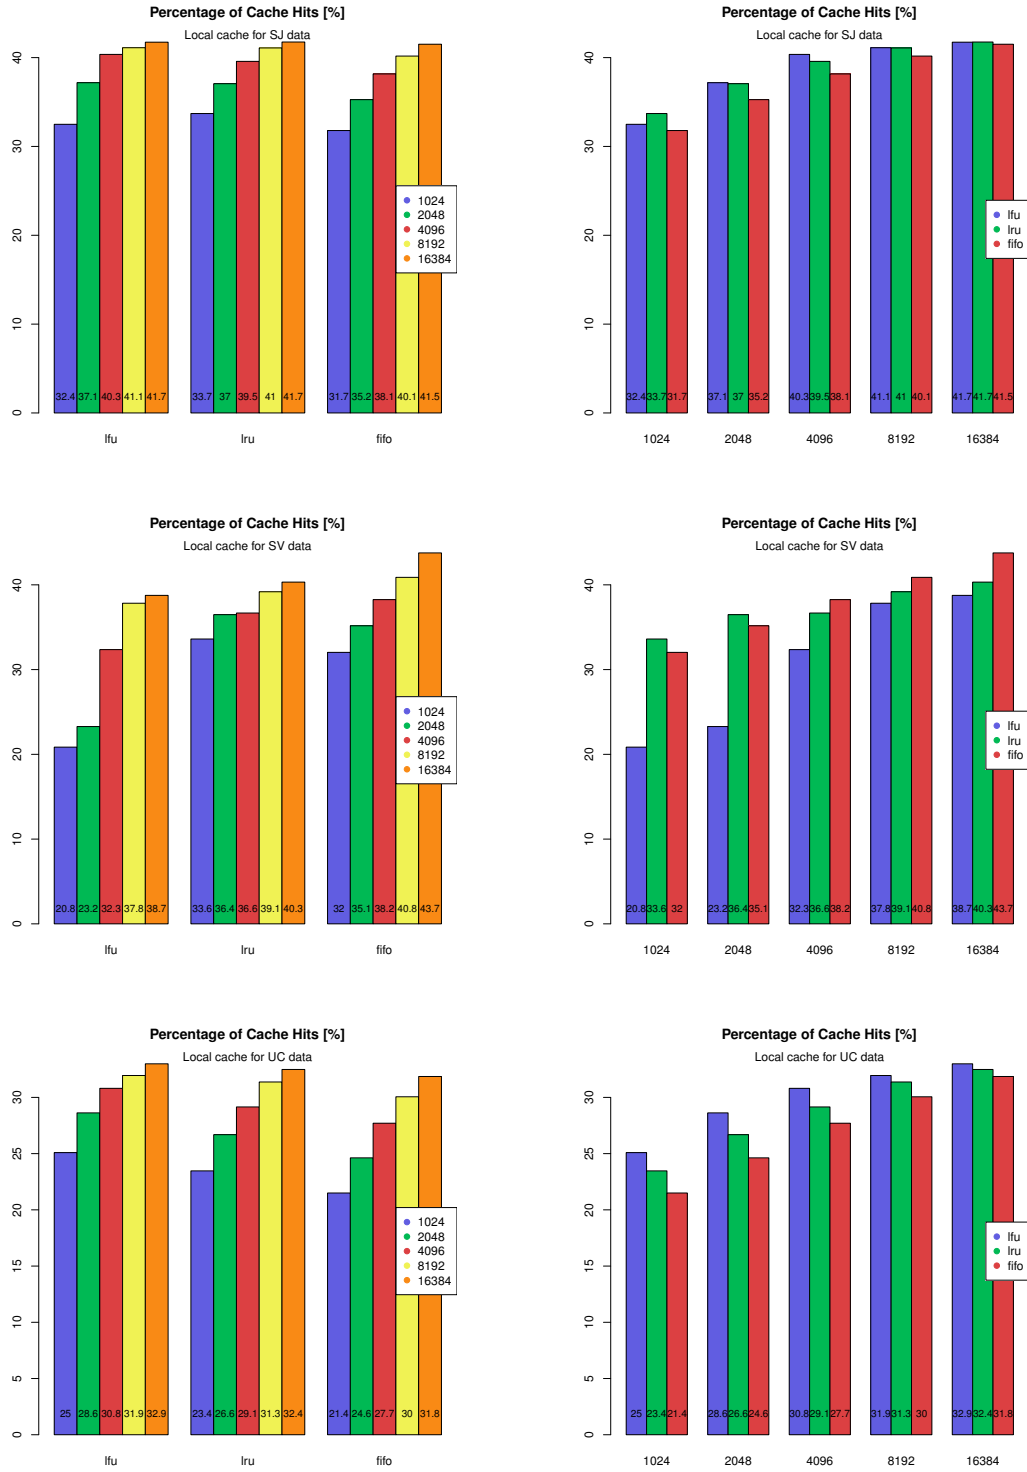 Percentage of Cache Hits [%]
Local cache for SJ data
0 10 20 30 40
1024
2048
4096
8192
16384
32.4 37.1 40.3 41.1 41.7 33.7 37 39.5 41 41.7 31.7 35.2 38.1 40.1 41.5
lfu lru fifo
Percentage of Cache Hits [%]
Local cache for SJ data
0 10 20 30 40
lfu
lru
fifo
32.4 33.7 31.7 37.1 37 35.2 40.3 39.5 38.1 41.1 41 40.1 41.7 41.7 41.5
1024 2048 4096 8192 16384
Percentage of Cache Hits [%]
Local cache for SV data
0 10 20 30 40
1024
2048
4096
8192
16384
20.8 23.2 32.3 37.8 38.7 33.6 36.4 36.6 39.1 40.3 32 35.1 38.2 40.8 43.7
lfu lru fifo
Percentage of Cache Hits [%]
Local cache for SV data
0 10 20 30 40
lfu
lru
fifo
20.8 33.6 32 23.2 36.4 35.1 32.3 36.6 38.2 37.8 39.1 40.8 38.7 40.3 43.7
1024 2048 4096 8192 16384
Percentage of Cache Hits [%]
Local cache for UC data
0 5 10 15 20 25 30
1024
2048
4096
8192
16384
25 28.6 30.8 31.9 32.9 23.4 26.6 29.1 31.3 32.4 21.4 24.6 27.7 30 31.8
lfu lru fifo
Percentage of Cache Hits [%]
Local cache for UC data
0 5 10 15 20 25 30
lfu
lru
fifo
25 23.4 21.4 28.6 26.6 24.6 30.8 29.1 27.7 31.9 31.3 30 32.9 32.4 31.8
1024 2048 4096 8192 16384